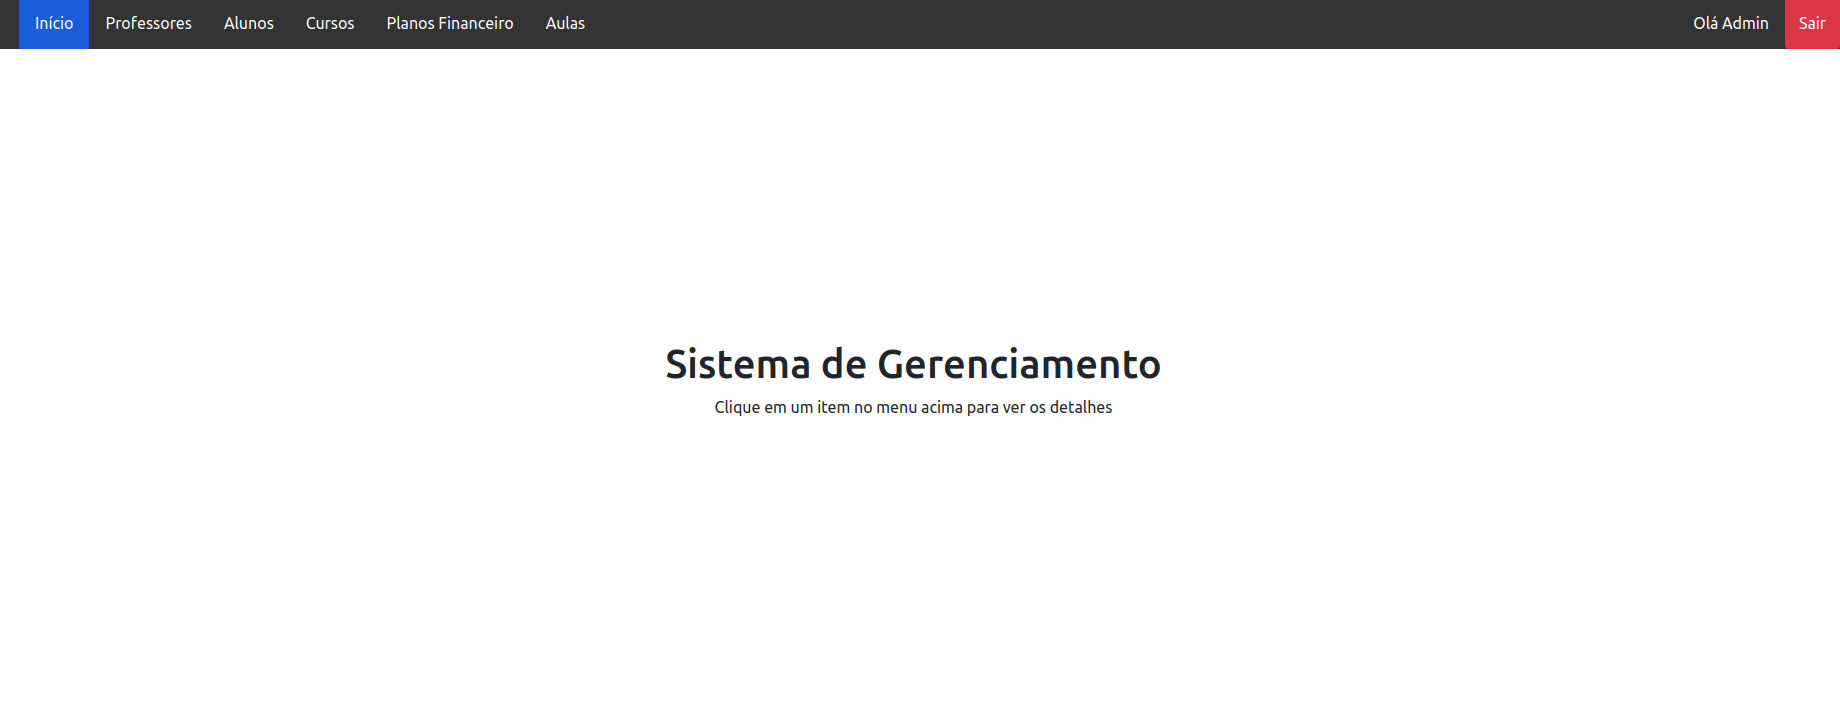 Início Professores Alunos Cursos Planos Financeiro Aulas Olá Admin Sair
Sistema de Gerenciamento
Clique em um item no menu acima para ver os detalhes